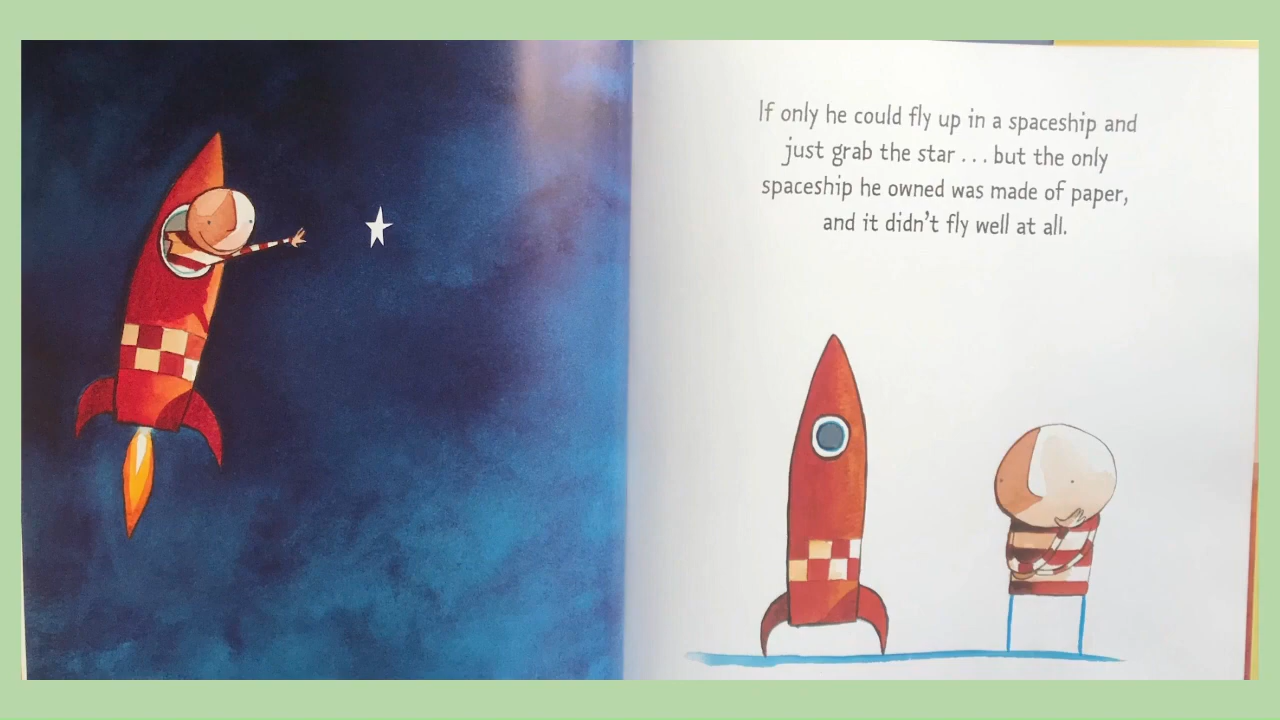 If only he could fly up in a spaceship and
just grab the star . . . but the only
spaceship he owned was made of paper,
and it didn't fly well at all.